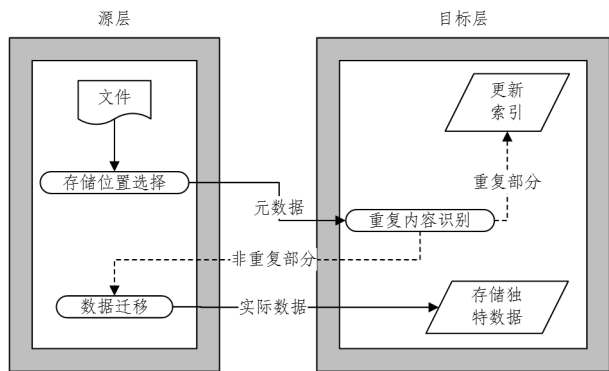 源层
目标层
文件
更新
索引
存储位置选择
重复部分
元数据
重复内容识别
非重复部分
数据迁移
实际数据
存储独
特数据